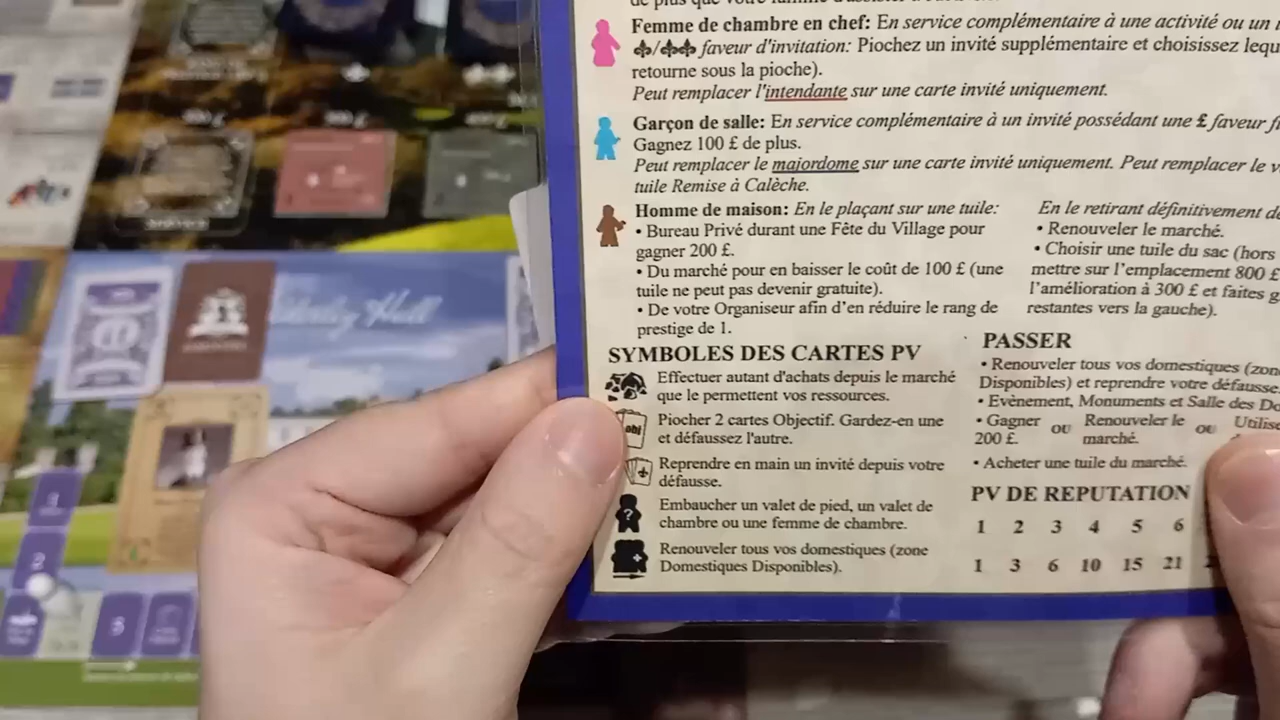 Femme de chambre en chef: En service complémentaire à une activité ou un
faveur d'invitation: Piochez un invité supplémentaire et choisissez
retourne sous la pioche).
Peut remplacer l'intendante sur une carte invité uniquement.
Garçon de salle: En service complémentaire à un invité possédant une £ faveur
Gagnez 100 £ de plus.
Peut remplacer le majordome sur une carte invité uniquement. Peut remplacer le
tuile Remise à Calèche.
Homme de maison: En le plaçant sur une tuile:
• Bureau Privé durant une Fête du Village pour
gagner 200 £.
• Du marché pour en baisser le coût de 100 £ (une
tuile ne peut pas devenir gratuite).
• De votre Organiseur afin d'en réduire le rang de
prestige de 1.
En le retirant définitivement
• Renouveler le marché.
• Choisir une tuile du sac (hors
mettre sur l'emplacement 800 £
l'amélioration à 300 £ et faites
restantes vers la gauche).
SYMBOLES DES CARTES PV
Effectuer autant d'achats depuis le marché
que le permettent vos ressources.
Piocher 2 cartes Objectif. Gardez-en une
et défaussez l'autre.
Reprendre en main un invité depuis votre
défausse.
? Embaucher un valet de pied, un valet de
chambre ou une femme de chambre.
Renouveler tous vos domestiques (zone
Domestiques Disponibles).
PASSER
• Renouveler tous vos domestiques (zone
Disponibles) et reprendre votre défausse
• Evènement, Monuments et Salle des
• Gagner 200 £. OU Renouveler le marché. OU
• Acheter une tuile du marché.
PV DE REPUTATION
1 2 3 4 5 6
1 3 6 10 15 21